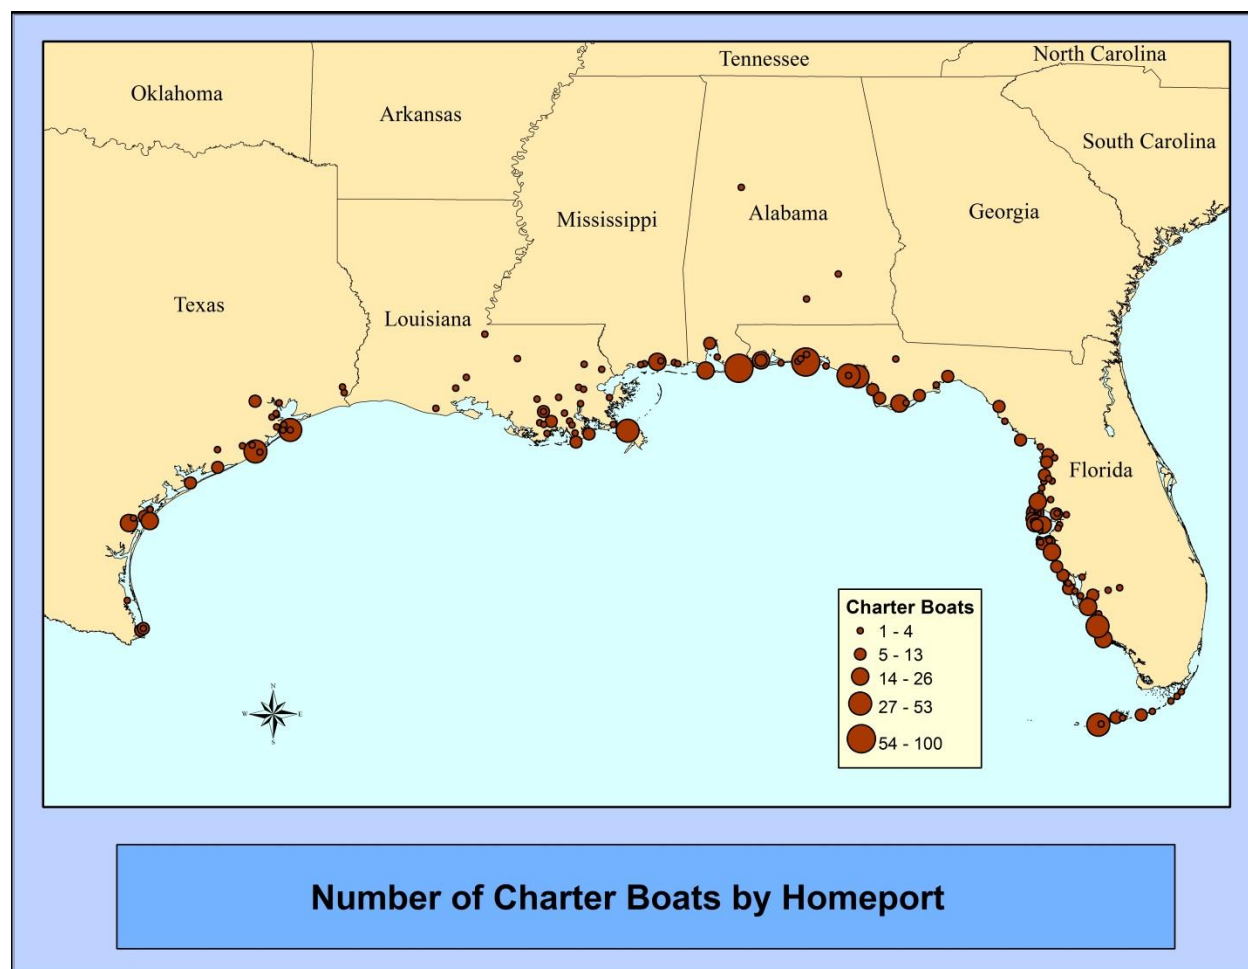 Tennessee
North Carolina
Oklahoma
Arkansas
South Carolina
Mississippi
Alabama
Georgia
Texas
Louisiana
Florida
Charter Boats
1 - 4
5 - 13
14 - 26
27 - 53
54 - 100
N
W
E
S
Number of Charter Boats by Homeport